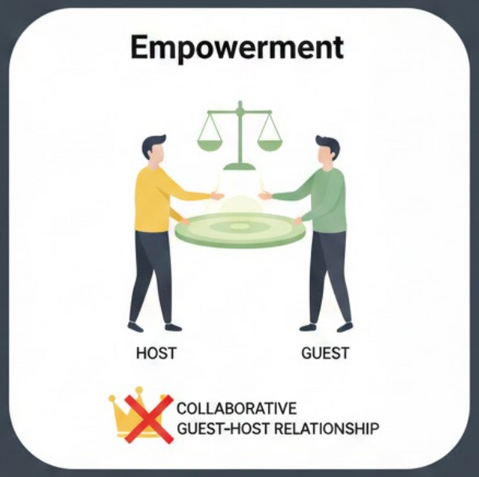 Empowerment
HOST
GUEST
COLLABORATIVE
GUEST-HOST RELATIONSHIP